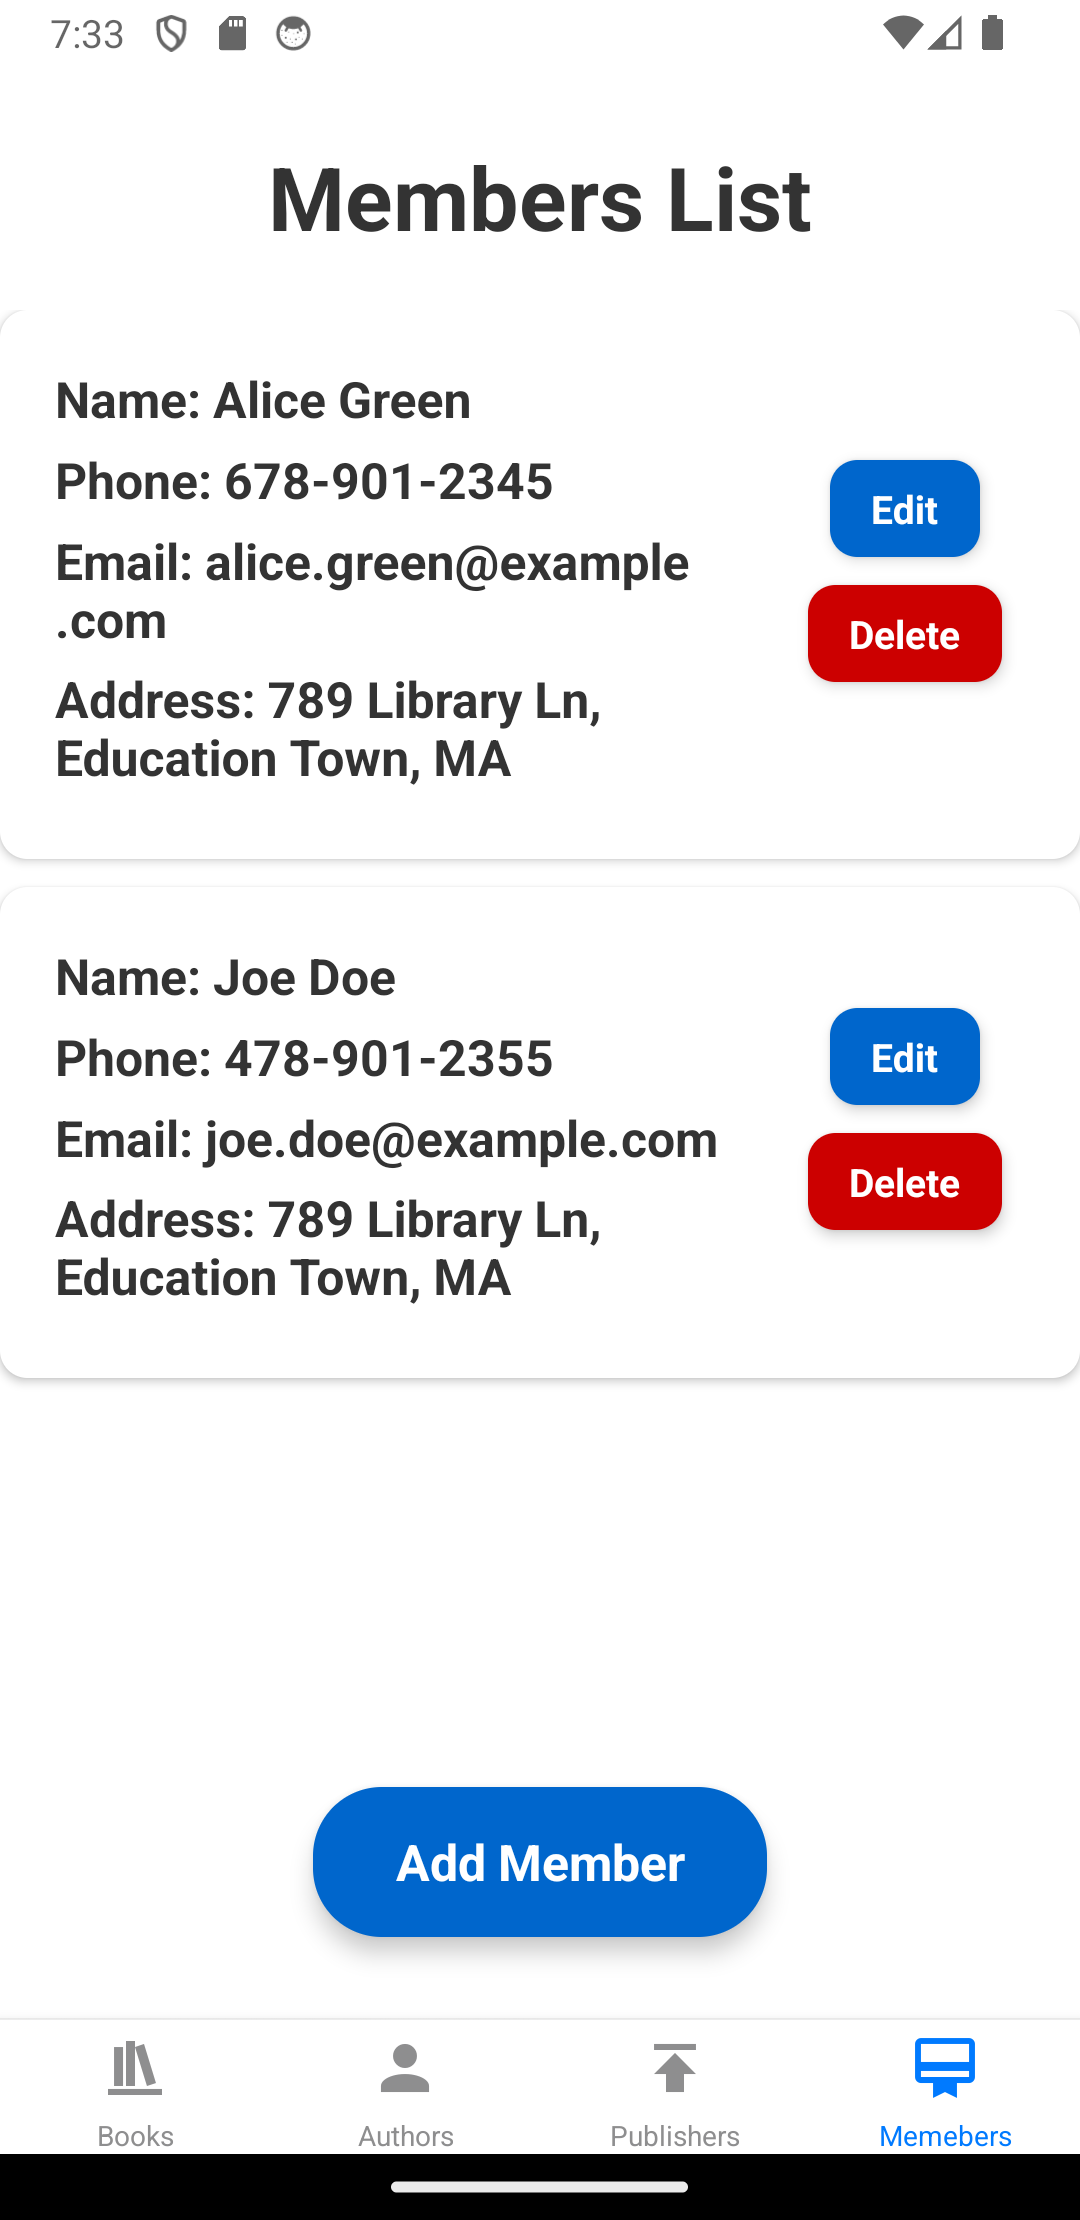 7:33
Members List
Name: Alice Green
Phone: 678-901-2345
Email: alice.green@example
.com
Address: 789 Library Ln,
Education Town, MA
Edit
Delete
Name: Joe Doe
Phone: 478-901-2355
Email: joe.doe@example.com
Address: 789 Library Ln,
Education Town, MA
Edit
Delete
Add Member
Books
Authors
Publishers
Memebers